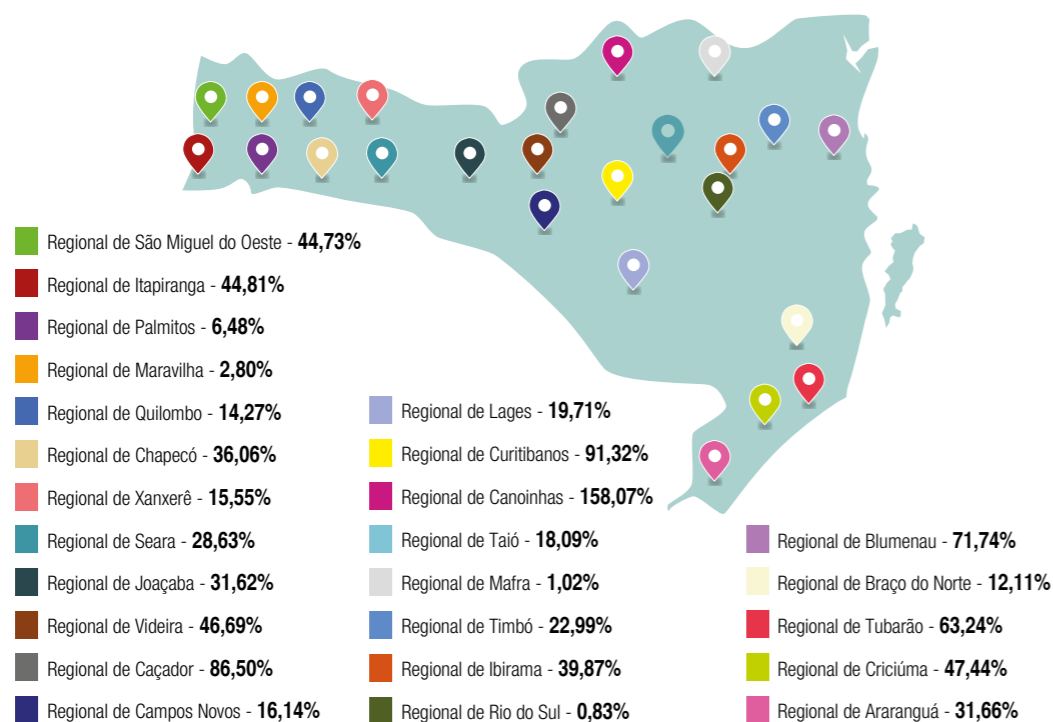 Regional de São Miguel do Oeste - 44,73%
Regional de Itapiranga - 44,81%
Regional de Palmitos - 6,48%
Regional de Maravilha - 2,80%
Regional de Quilombo - 14,27%
Regional de Chapecó - 36,06%
Regional de Xanxerê - 15,55%
Regional de Seara - 28,63%
Regional de Joaçaba - 31,62%
Regional de Videira - 46,69%
Regional de Caçador - 86,50%
Regional de Campos Novos - 16,14%
Regional de Lages - 19,71%
Regional de Curitibanos - 91,32%
Regional de Canoinhas - 158,07%
Regional de Taió - 18,09%
Regional de Mafra - 1,02%
Regional de Timbó - 22,99%
Regional de Ibirama - 39,87%
Regional de Rio do Sul - 0,83%
Regional de Blumenau - 71,74%
Regional de Braço do Norte - 12,11%
Regional de Tubarão - 63,24%
Regional de Criciúma - 47,44%
Regional de Araranguá - 31,66%